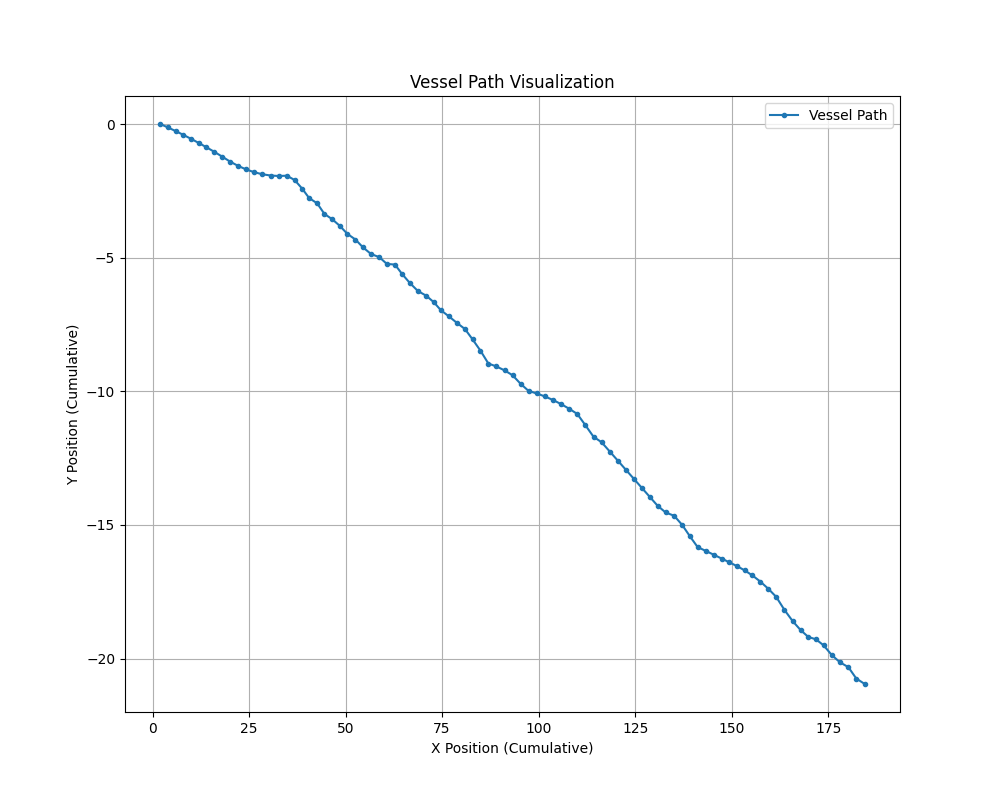 Vessel Path Visualization
Vessel Path
0
−5
−10
−15
−20
Y Position (Cumulative)
0 25 50 75 100 125 150 175
X Position (Cumulative)